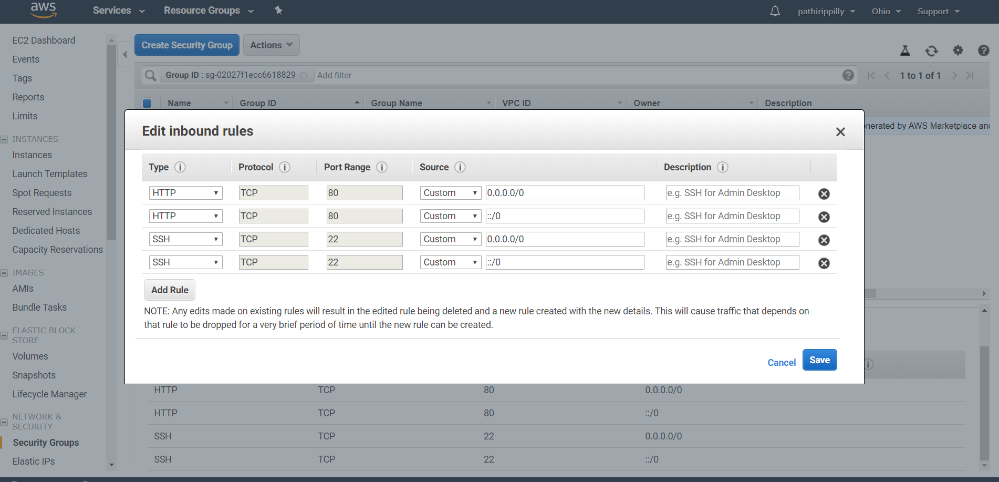 aws Services Resource Groups pathirippilly Ohio Support
EC2 Dashboard
Events
Tags
Reports
Limits
INSTANCES
Instances
Launch Templates
Spot Requests
Reserved Instances
Dedicated Hosts
Capacity Reservations
IMAGES
AMIs
Bundle Tasks
ELASTIC BLOCK
STORE
Volumes
Snapshots
Lifecycle Manager
NETWORK &
SECURITY
Security Groups
Elastic IPs
Create Security Group Actions
Group ID : sg-02027f1ecc6618829 Add filter 1 to 1 of 1
Name Group ID Group Name VPC ID Owner Description
nerated by AWS Marketplace and
Edit inbound rules
Type Protocol Port Range Source Description
HTTP TCP 80 Custom 0.0.0.0/0 e.g. SSH for Admin Desktop
HTTP TCP 80 Custom ::/0 e.g. SSH for Admin Desktop
SSH TCP 22 Custom 0.0.0.0/0 e.g. SSH for Admin Desktop
SSH TCP 22 Custom ::/0 e.g. SSH for Admin Desktop
Add Rule
NOTE: Any edits made on existing rules will result in the edited rule being deleted and a new rule created with the new details. This will cause traffic that depends on
that rule to be dropped for a very brief period of time until the new rule can be created.
Cancel Save
HTTP TCP 80 0.0.0.0/0
HTTP TCP 80 ::/0
SSH TCP 22 0.0.0.0/0
SSH TCP 22 ::/0